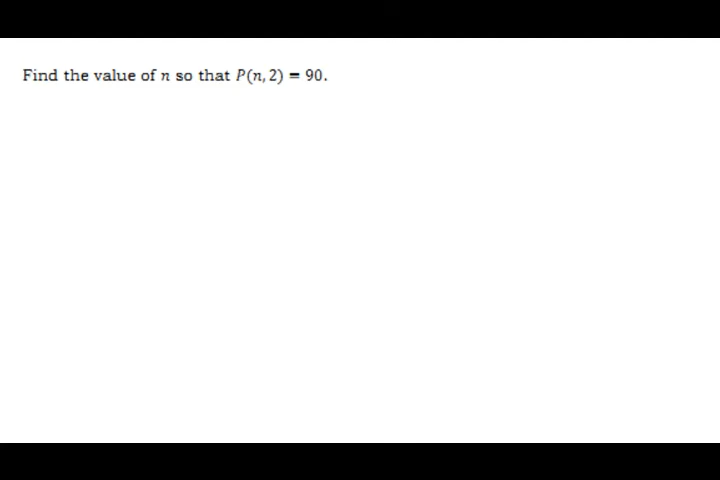 Find the value of n so that P(n, 2) = 90.